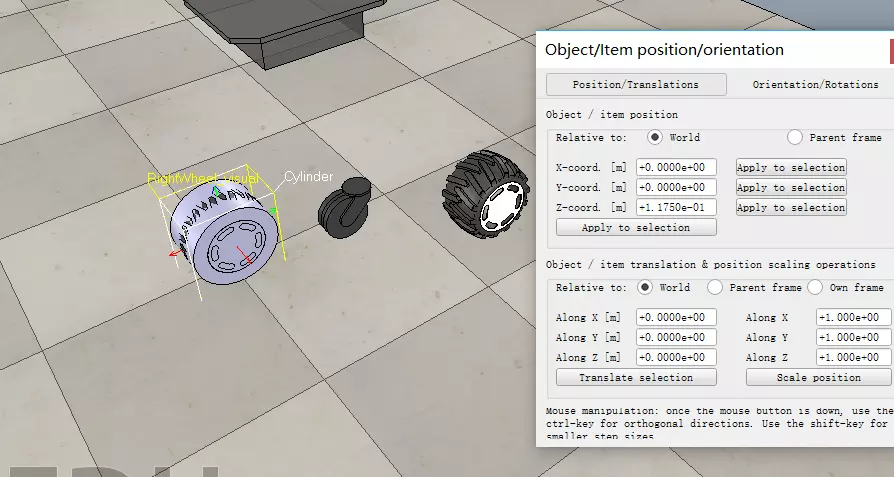 Object/Item position/orientation
Position/Translations Orientation/Rotations
Object / item position
Relative to: World Parent frame
X-coord. [m] +0.0000e+00 Apply to selection
Y-coord. [m] +0.0000e+00 Apply to selection
Z-coord. [m] +1.1750e-01 Apply to selection
Apply to selection
Object / item translation & position scaling operations
Relative to: World Parent frame Own frame
Along X [m] +0.0000e+00 Along X +1.000e+00
Along Y [m] +0.0000e+00 Along Y +1.000e+00
Along Z [m] +0.0000e+00 Along Z +1.000e+00
Translate selection Scale position
Mouse manipulation: once the mouse button is down, use the
ctrl-key for orthogonal directions. Use the shift-key for
smaller step sizes
RightWheel_visual
Cylinder